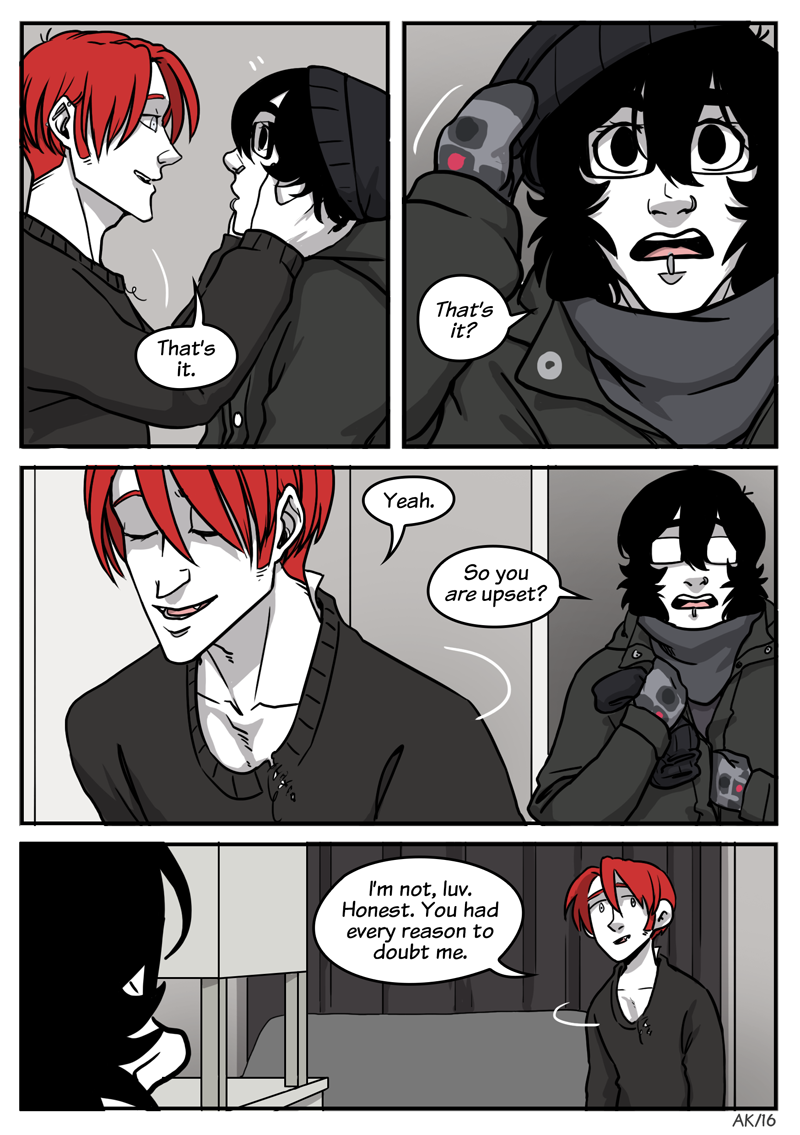 That's
it.
That's
it?
Yeah.
So you
are upset?
I'm not, luv.
Honest. You had
every reason to
doubt me.
AK/16